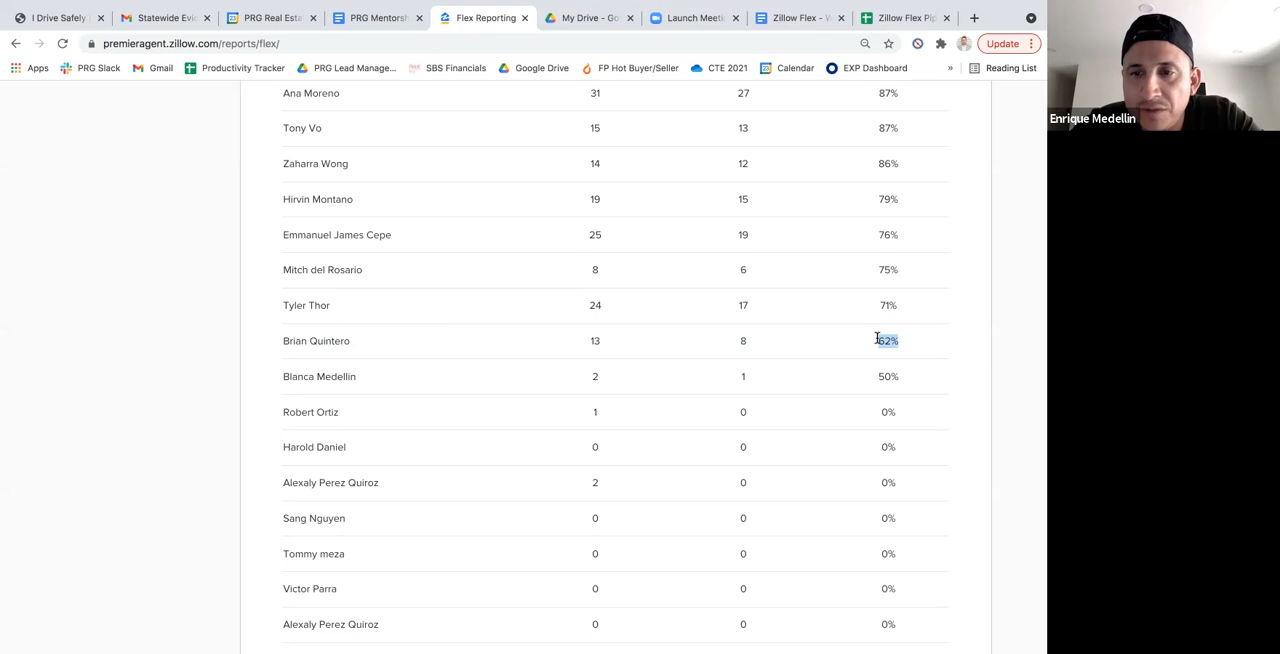 I Drive Safely
Statewide Evi
PRG Real Esta
PRG Mentorsh
Flex Reporting
My Drive - Go
Launch Meeti
Zillow Flex - W
Zillow Flex Pip
premieragent.zillow.com/reports/flex/
Update
Apps
PRG Slack
Gmail
Productivity Tracker
PRG Lead Manage...
SBS Financials
Google Drive
FP Hot Buyer/Seller
CTE 2021
Calendar
EXP Dashboard
»
Reading List
Enrique Medellin
Ana Moreno 31 27 87%
Tony Vo 15 13 87%
Zaharra Wong 14 12 86%
Hirvin Montano 19 15 79%
Emmanuel James Cepe 25 19 76%
Mitch del Rosario 8 6 75%
Tyler Thor 24 17 71%
Brian Quintero 13 8 62%
Blanca Medellin 2 1 50%
Robert Ortiz 1 0 0%
Harold Daniel 0 0 0%
Alexaly Perez Quiroz 2 0 0%
Sang Nguyen 0 0 0%
Tommy meza 0 0 0%
Victor Parra 0 0 0%
Alexaly Perez Quiroz 0 0 0%